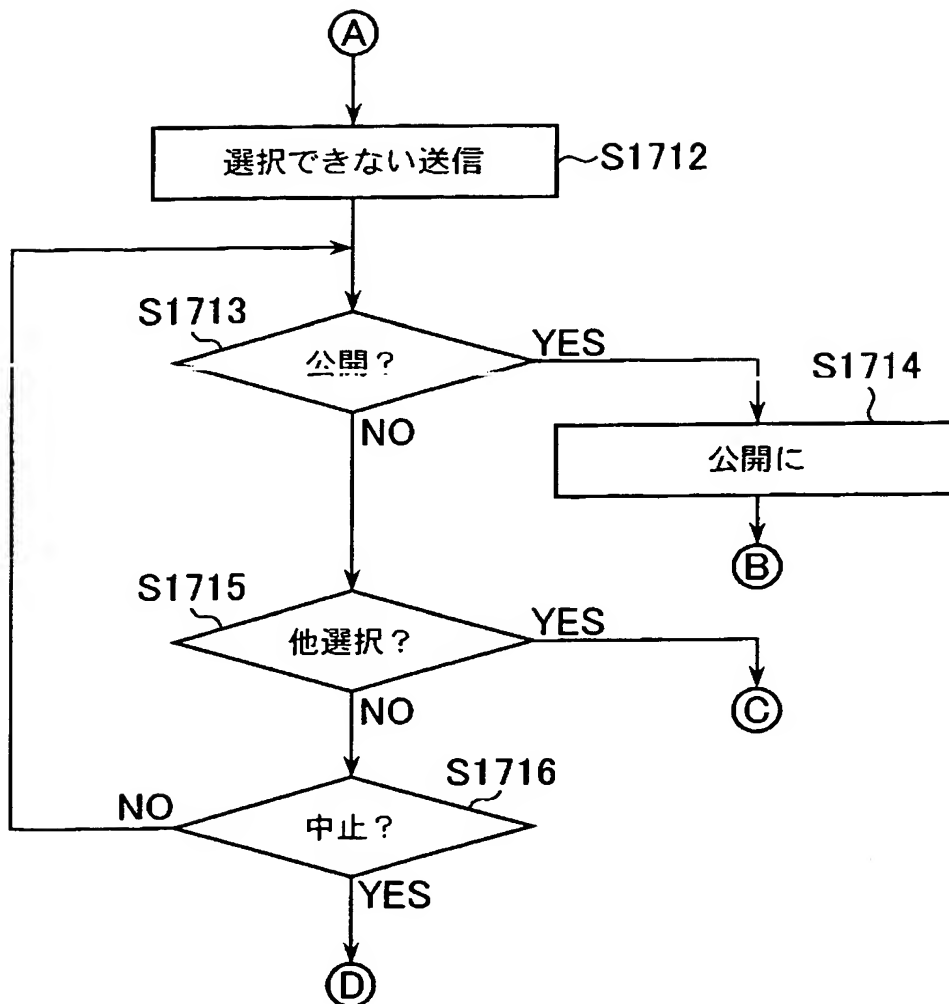 A
選択できない送信
S1712
S1713
公開?
YES
S1714
NO
公開に
B
S1715
他選択?
YES
NO
C
S1716
NO
中止?
YES
D